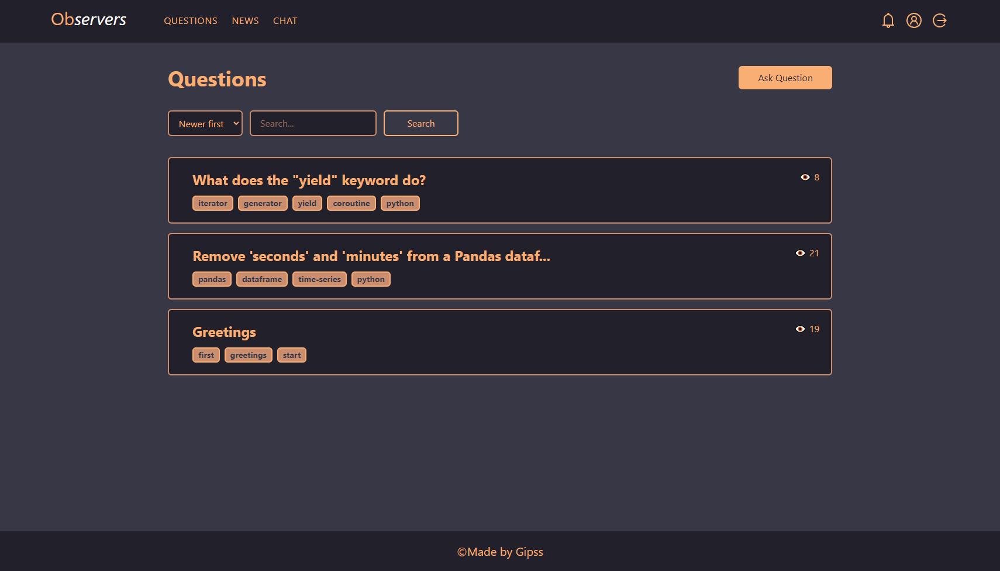 Observers QUESTIONS NEWS CHAT
Questions
Ask Question
Newer first Search... Search
What does the "yield" keyword do? 8
iterator generator yield coroutine python
Remove 'seconds' and 'minutes' from a Pandas dataf... 21
pandas dataframe time-series python
Greetings 19
first greetings start
©Made by Gipss